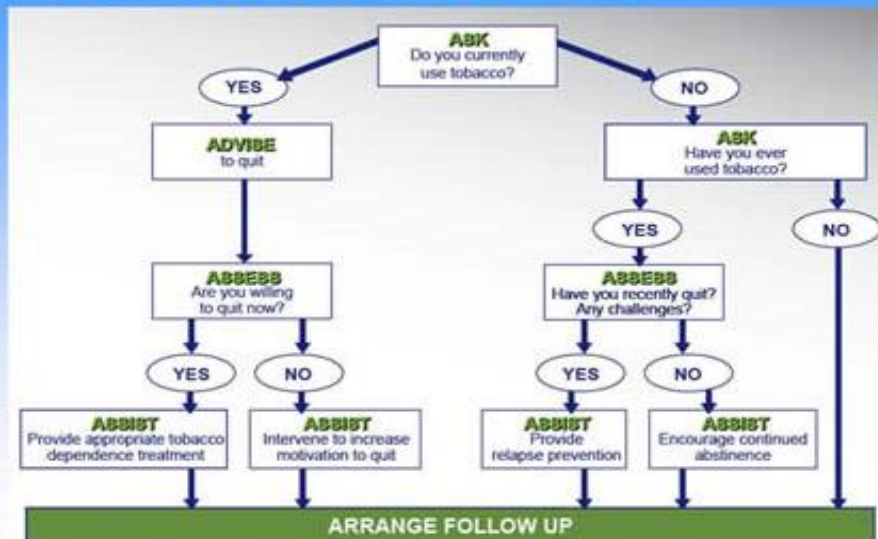 ASK
Do you currently
use tobacco?
YES
NO
ADVISE
to quit
ASK
Have you ever
used tobacco?
YES
NO
ASSESS
Are you willing
to quit now?
ASSESS
Have you recently quit?
Any challenges?
YES
NO
YES
NO
ASSIST
Provide appropriate tobacco
dependence treatment
ASSIST
Intervene to increase
motivation to quit
ASSIST
Provide
relapse prevention
ASSIST
Encourage continued
abstinence
ARRANGE FOLLOW UP